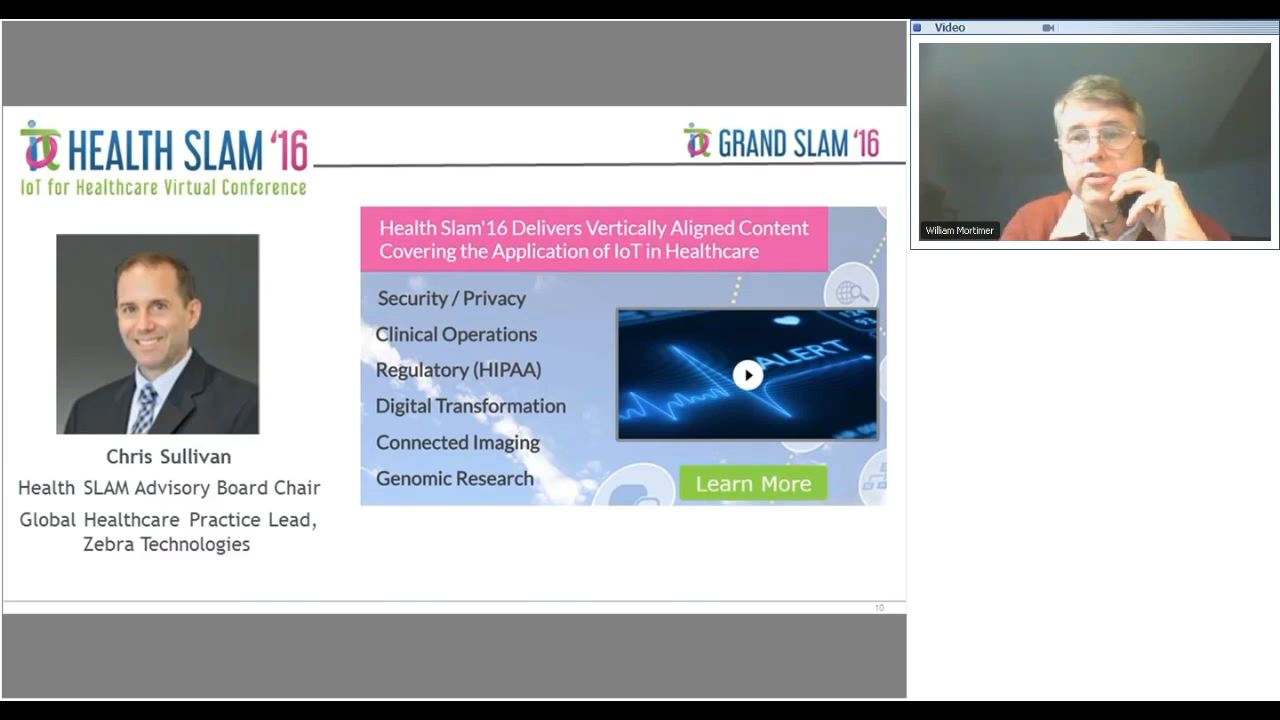 HEALTH SLAM '16
IoT for Healthcare Virtual Conference
GRAND SLAM '16
Chris Sullivan
Health SLAM Advisory Board Chair
Global Healthcare Practice Lead,
Zebra Technologies
Health Slam'16 Delivers Vertically Aligned Content
Covering the Application of IoT in Healthcare
Security / Privacy
Clinical Operations
Regulatory (HIPAA)
Digital Transformation
Connected Imaging
Genomic Research
ALERT
Learn More
10
Video
William Mortimer